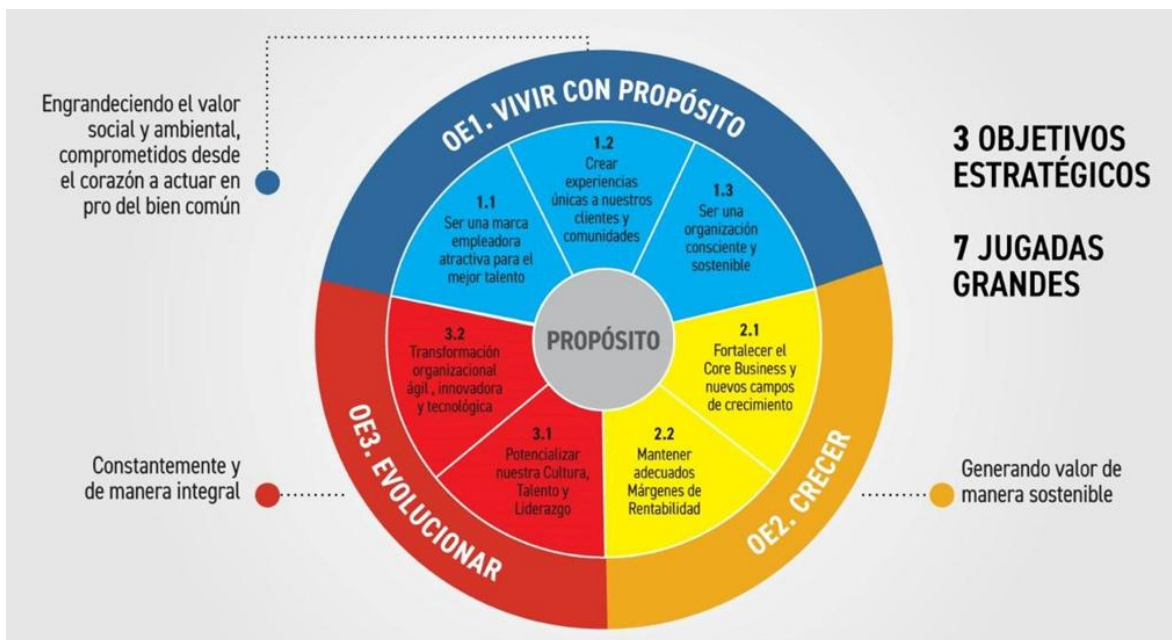 Engrandeciendo el valor
social y ambiental,
comprometidos desde
el corazón a actuar en
pro del bien común
OE1. VIVIR CON PROPÓSITO
1.1
Ser una marca
empleadora
atractiva para el
mejor talento
1.2
Crear
experiencias
únicas a nuestros
clientes y
comunidades
1.3
Ser una
organización
consciente y
sostenible
3 OBJETIVOS
ESTRATÉGICOS
7 JUGADAS
GRANDES
PROPÓSITO
2.1
Fortalecer el
Core Business y
nuevos campos
de crecimiento
2.2
Mantener
adecuados
Márgenes de
Rentabilidad
OE2. CRECER
Generando valor de
manera sostenible
3.1
Potencializar
nuestra Cultura,
Talento y
Liderazgo
3.2
Transformación
organizacional
ágil , innovadora
y tecnológica
OE3. EVOLUCIONAR
Constantemente y
de manera integral